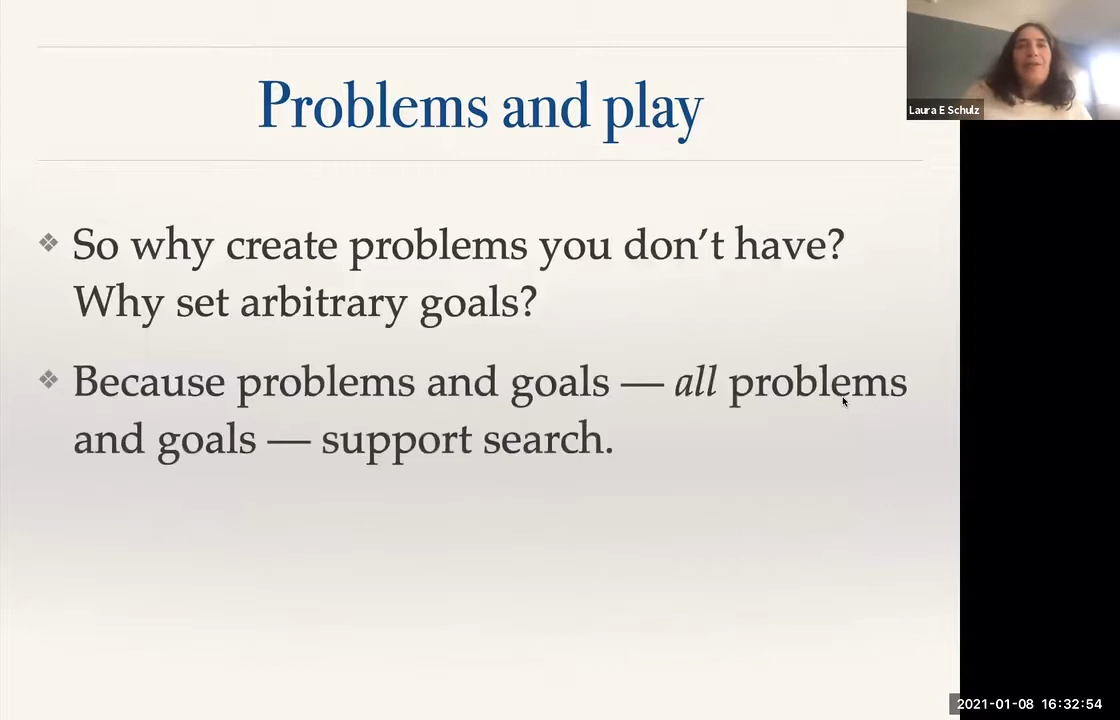 Problems and play
Laura E Schulz
❖ So why create problems you don’t have?
Why set arbitrary goals?
❖ Because problems and goals — all problems
and goals — support search.
2021-01-08 16:32:54